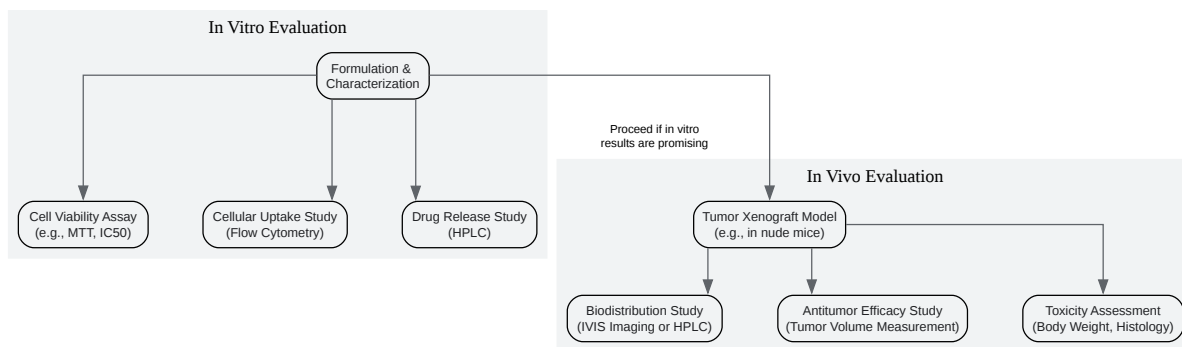 In Vitro Evaluation
Formulation &
Characterization
Cell Viability Assay
(e.g., MTT, IC50)
Cellular Uptake Study
(Flow Cytometry)
Drug Release Study
(HPLC)
Proceed if in vitro
results are promising
In Vivo Evaluation
Tumor Xenograft Model
(e.g., in nude mice)
Biodistribution Study
(IVIS Imaging or HPLC)
Antitumor Efficacy Study
(Tumor Volume Measurement)
Toxicity Assessment
(Body Weight, Histology)